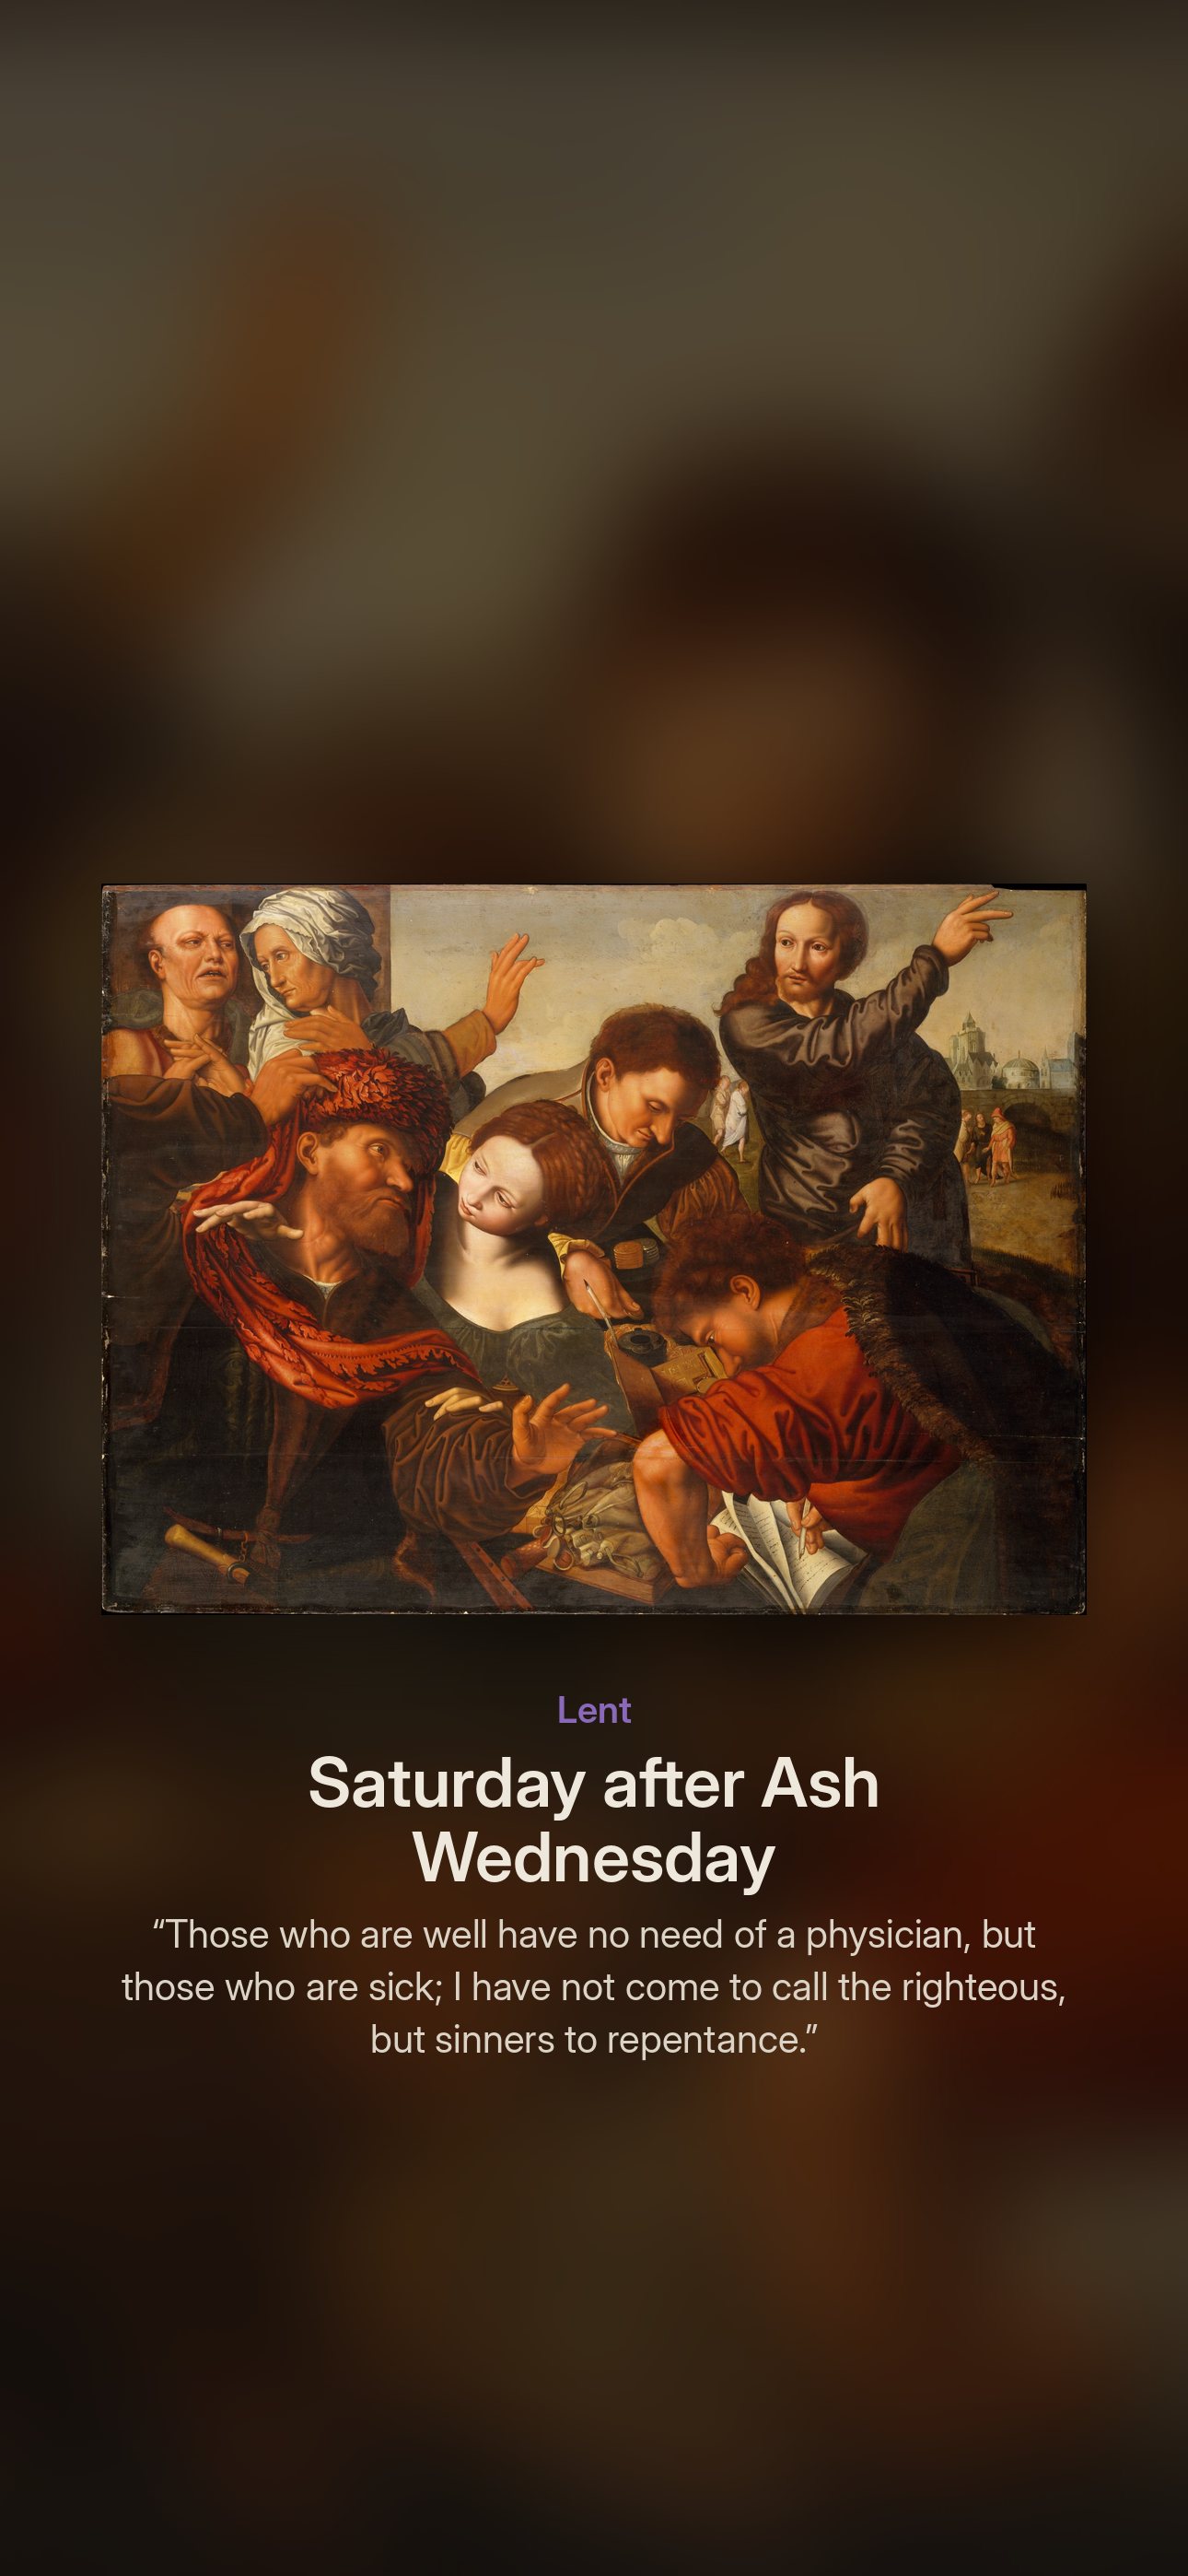 Lent
Saturday after Ash
Wednesday
“Those who are well have no need of a physician, but
those who are sick; I have not come to call the righteous,
but sinners to repentance.”